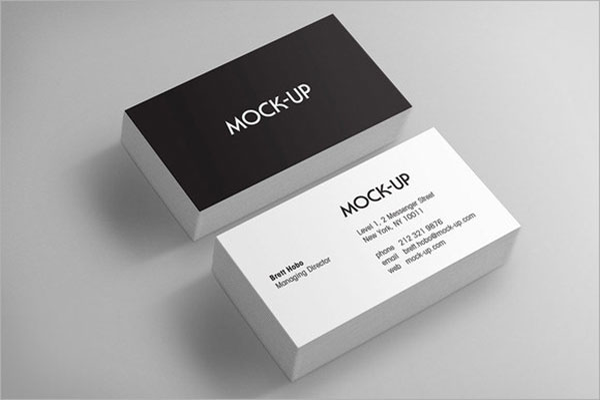 MOCK-UP
MOCK-UP
Level 1, 2 Messenger Street
New York, NY 10011
phone 212 321 9876
email brett.hobo@mock-up.com
web mock-up.com
Brett Hobo
Managing Director